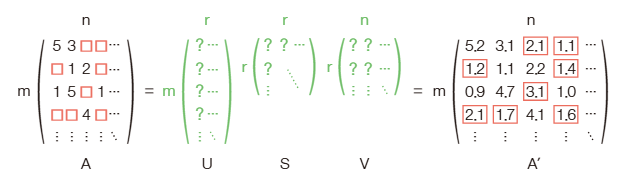 n r r n n
5 3 □ □ ··· ? ··· ? ? ··· ? ? ··· 5.2 3.1 2.1 1.1 ···
□ 1 2 □ ··· ? ··· ? ⋱ ? ? ··· 1.2 1.1 2.2 1.4 ···
m = m r r = m
1 5 □ 1 ··· ? ··· ⋮ ⋮ ⋮ ⋱ 0.9 4.7 3.1 1.0 ···
□ □ 4 □ ··· ? ··· 2.1 1.7 4.1 1.6 ···
⋮ ⋮ ⋮ ⋮ ⋱ ⋮ ⋱ ⋮ ⋮ ⋮ ⋮ ⋱
A U S V A′